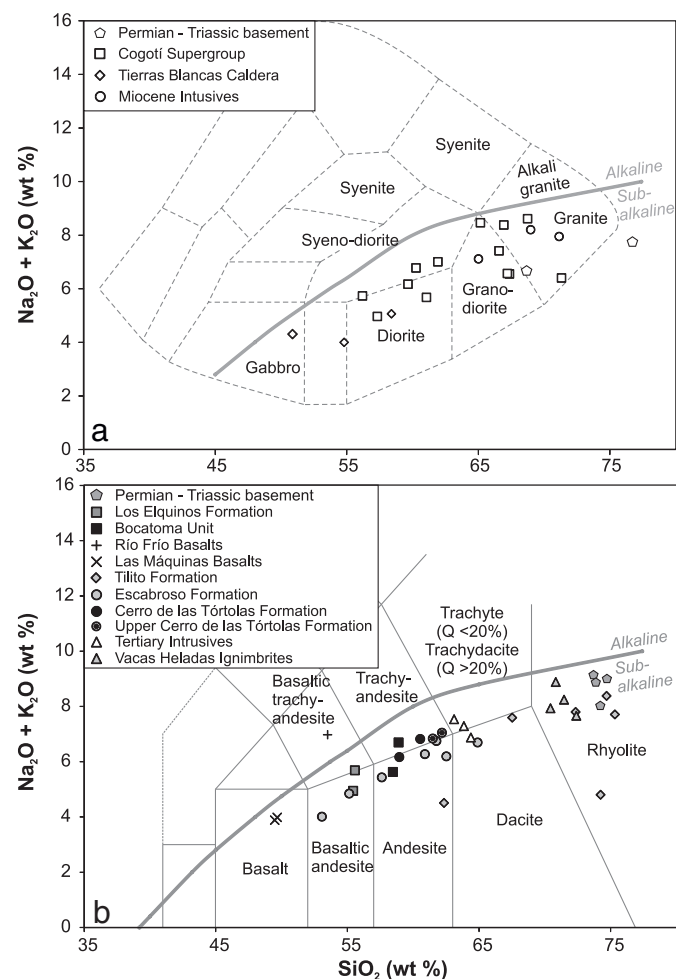 16
14
12
10
8
6
4
2
0
Na₂O + K₂O (wt %)
Permian - Triassic basement
Cogotí Supergroup
Tierras Blancas Caldera
Miocene Intusives
Syenite
Syenite
Alkali
granite
Alkaline
Sub-
alkaline
Granite
Syeno-diorite
Grano-
diorite
Diorite
Gabbro
a
35
45
55
65
75
16
14
12
10
8
6
4
2
0
Na₂O + K₂O (wt %)
Permian - Triassic basement
Los Elquinos Formation
Bocatoma Unit
Río Frío Basalts
Las Máquinas Basalts
Tilito Formation
Escabroso Formation
Cerro de las Tórtolas Formation
Upper Cerro de las Tórtolas Formation
Tertiary Intrusives
Vacas Heladas Ignimbrites
Trachyte
(Q <20%)
Trachydacite
(Q >20%)
Alkaline
Sub-
alkaline
Basaltic
trachy-
andesite
Trachy-
andesite
Rhyolite
Dacite
Andesite
Basaltic
andesite
Basalt
b
35
45
55
65
75
SiO₂ (wt %)